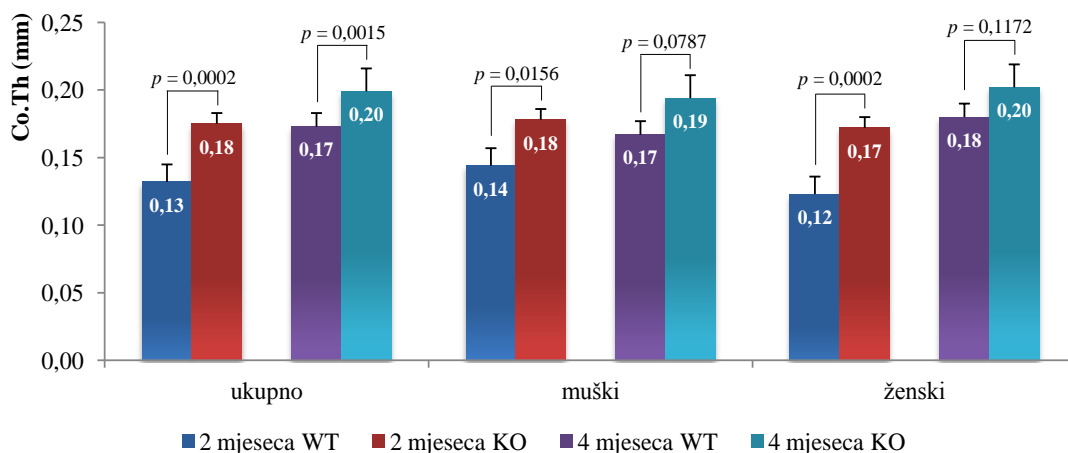 Co.Th (mm)
0,25
0,20
0,15
0,10
0,05
0,00
p = 0,0002
p = 0,0015
p = 0,0156
p = 0,0787
p = 0,0002
p = 0,1172
0,13
0,18
0,17
0,20
0,14
0,18
0,17
0,19
0,12
0,17
0,18
0,20
ukupno muški ženski
2 mjeseca WT 2 mjeseca KO 4 mjeseca WT 4 mjeseca KO